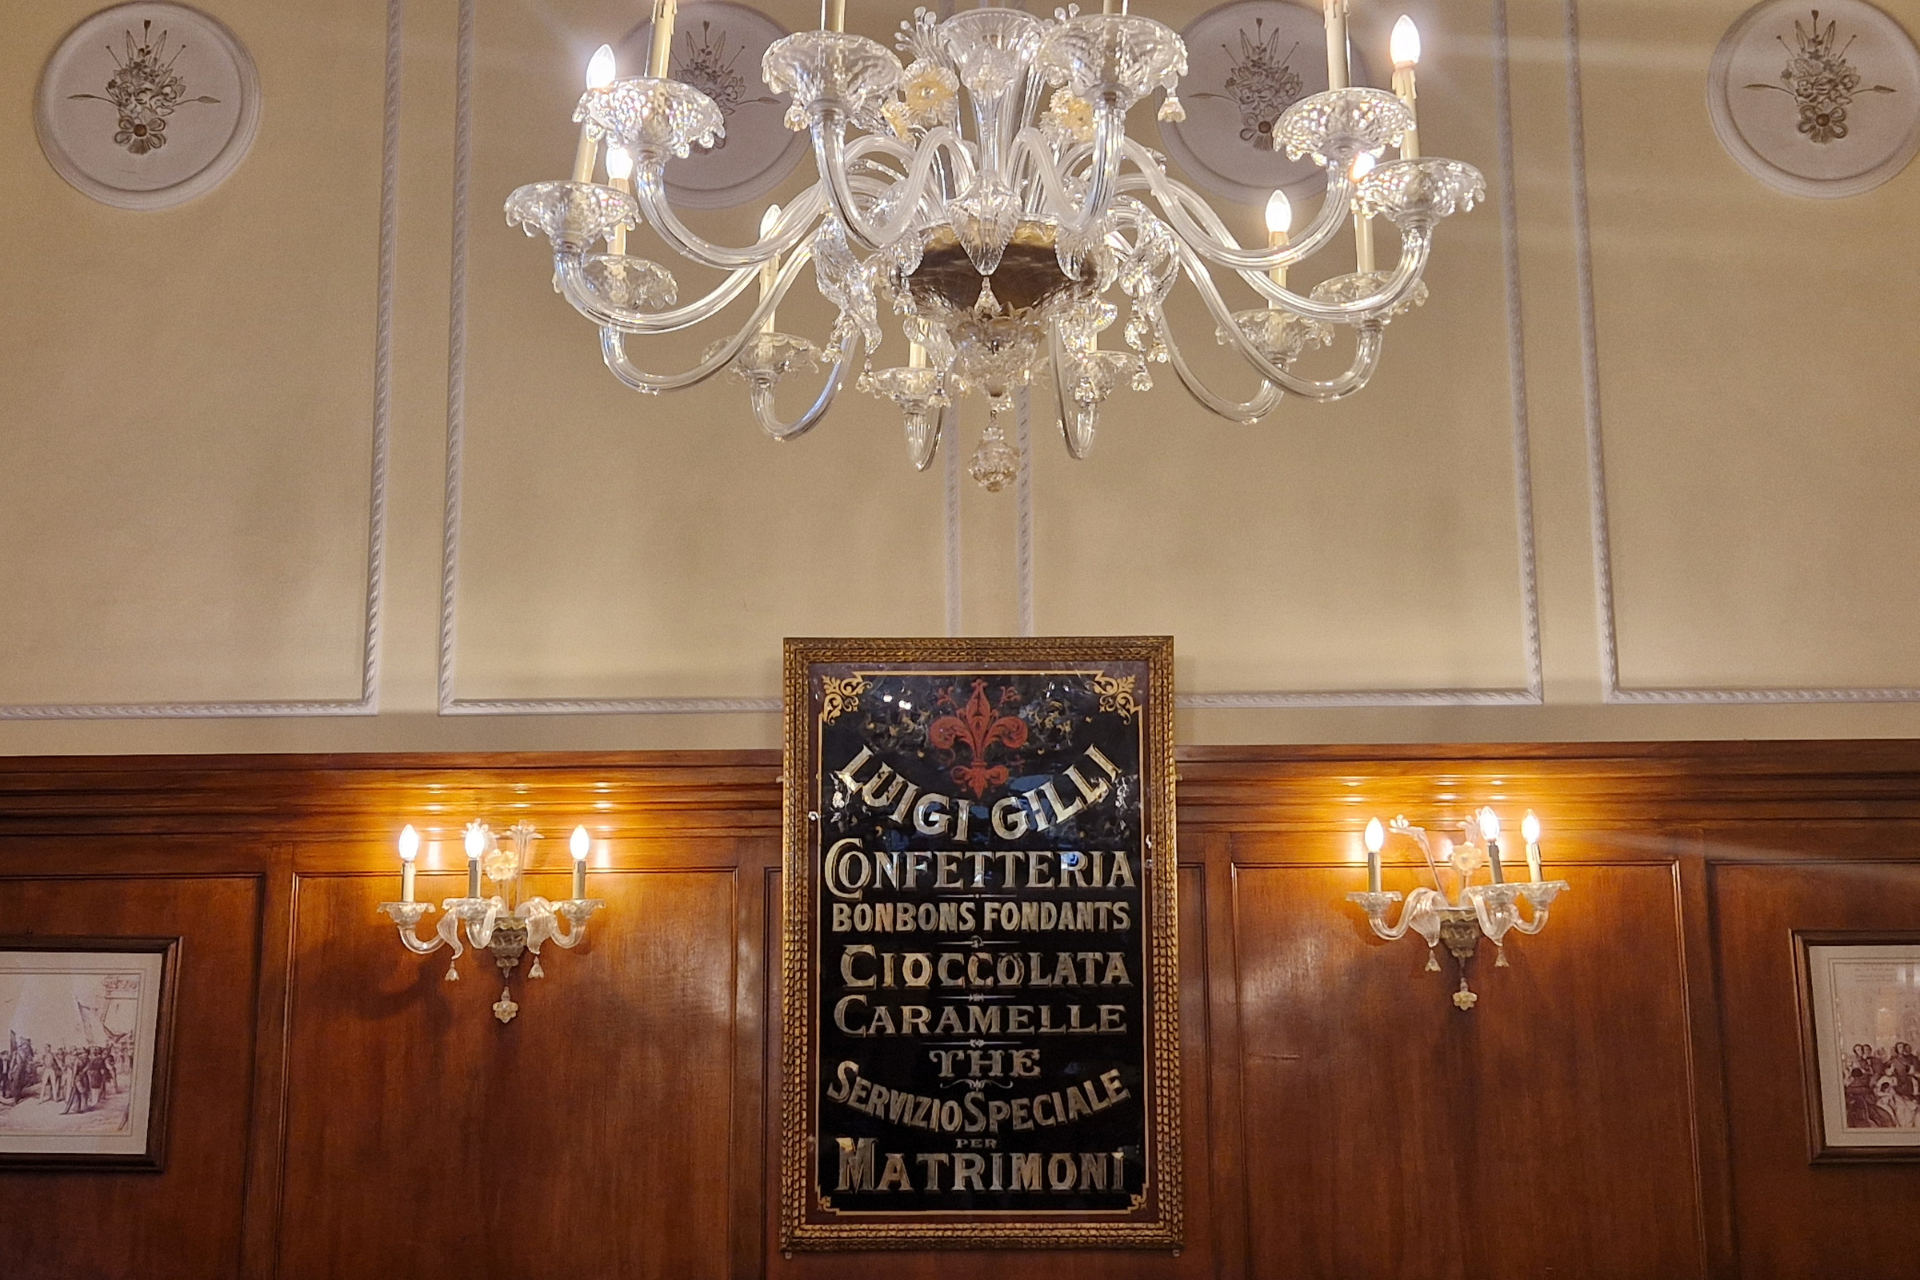 LUIGI GILLI
CONFETTERIA
BONBONS FONDANTS
CIOCCOLATA
CARAMELLE
THE
SERVIZIO SPECIALE
PER
MATRIMONI